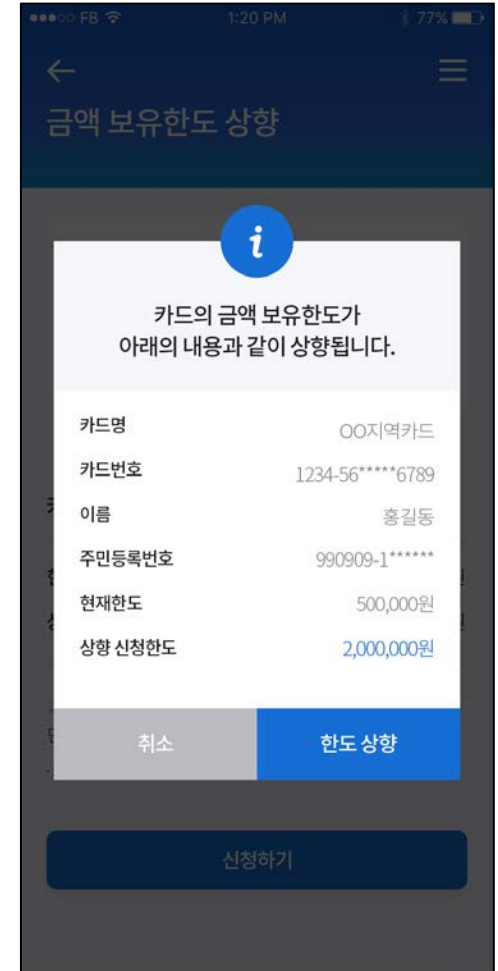 FB 1:20 PM 77%
금액 보유한도 상향
i
카드의 금액 보유한도가
아래의 내용과 같이 상향됩니다.
카드명 OO지역카드
카드번호 1234-56*****6789
이름 홍길동
주민등록번호 990909-1******
현재한도 500,000원
상향 신청한도 2,000,000원
취소 한도 상향
신청하기